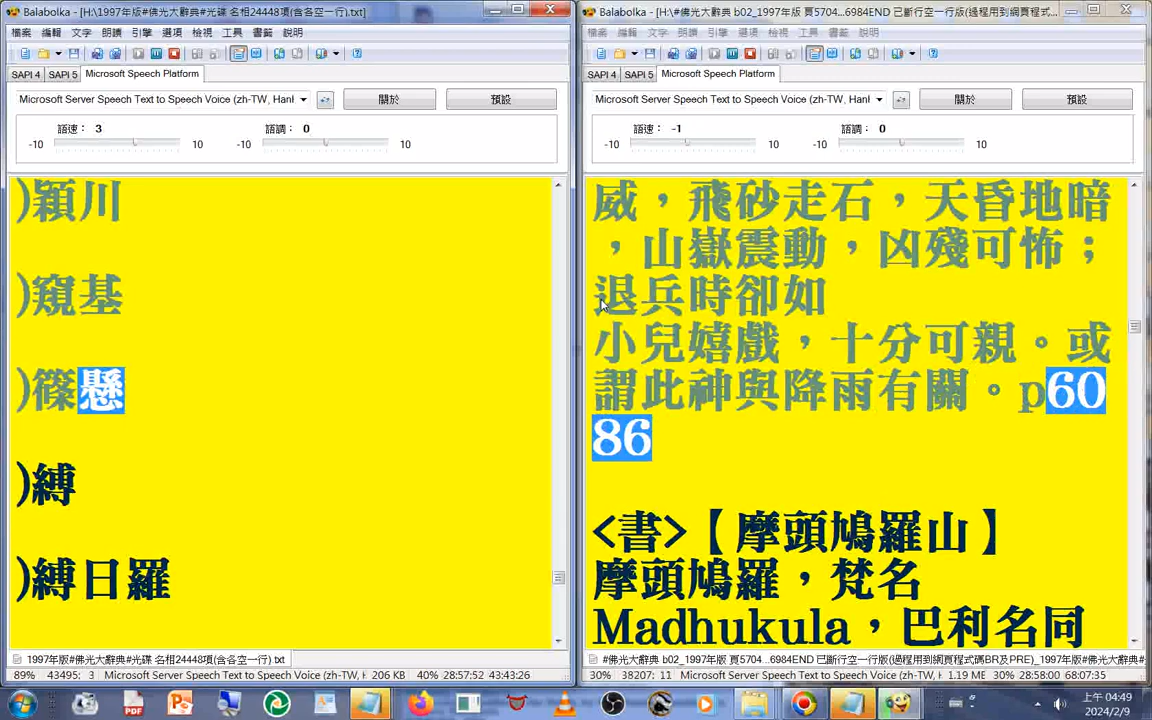 Balabolka - [H:\1997年版#佛光大辭典#光碟 名相24448項(含各空一行).txt]
檔案 編輯 文字 朗讀 引擎 選項 檢視 工具 書籤 說明
SAPI 4 SAPI 5 Microsoft Speech Platform
Microsoft Server Speech Text to Speech Voice (zh-TW, Hanl
關於
預設
語速： 3
語調： 0
-10 10 -10 10
)穎川
)窺基
)篠懸
)縛
)縛日羅
1997年版#佛光大辭典#光碟 名相24448項(含各空一行).txt
89% 43495: 3 Microsoft Server Speech Text to Speech Voice (zh-TW, H 206 KB 40% 28:57:52 43:43:26
Balabolka - [H:\#佛光大辭典 b02_1997年版 頁5704...6984END 已斷行空一行版(過程用到網頁程式...
檔案 編輯 文字 朗讀 引擎 選項 檢視 工具 書籤 說明
SAPI 4 SAPI 5 Microsoft Speech Platform
Microsoft Server Speech Text to Speech Voice (zh-TW, Hanl
關於
預設
語速： -1
語調： 0
-10 10 -10 10
威，飛砂走石，天昏地暗
，山嶽震動，凶殘可怖；
退兵時卻如
小兒嬉戲，十分可親。或
謂此神與降雨有關。p60
86
<書>【摩頭鳩羅山】
摩頭鳩羅，梵名
Madhukula，巴利名同
#佛光大辭典 b02_1997年版 頁5704...6984END 已斷行空一行版(過程用到網頁程式碼BR及PRE)_1997年版#佛光大辭典#
30% 38207: 11 Microsoft Server Speech Text to Speech Voice (zh-TW, H 1.19 ME 30% 28:58:00 68:07:35
PDF
上午 04:49
2024/2/9